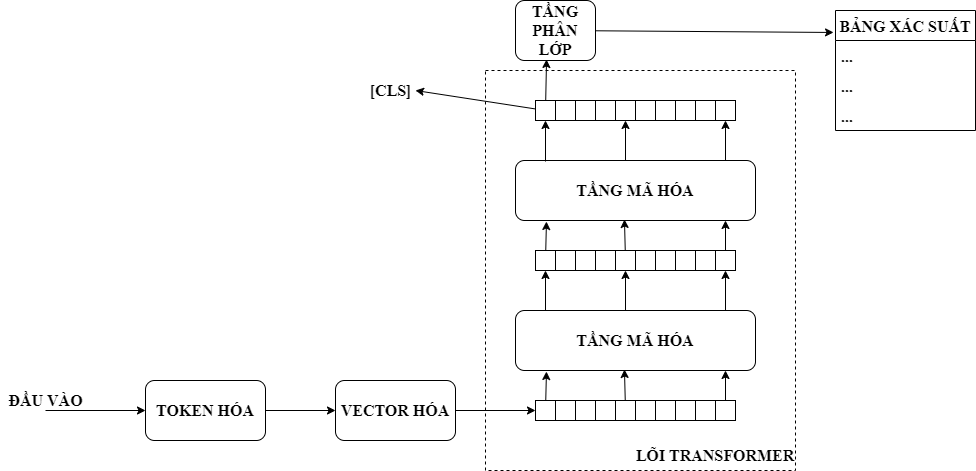 TẦNG
PHÂN
LỚP
BẢNG XÁC SUẤT
...
...
...
[CLS]
TẦNG MÃ HÓA
TẦNG MÃ HÓA
ĐẦU VÀO
TOKEN HÓA
VECTOR HÓA
LÕI TRANSFORMER